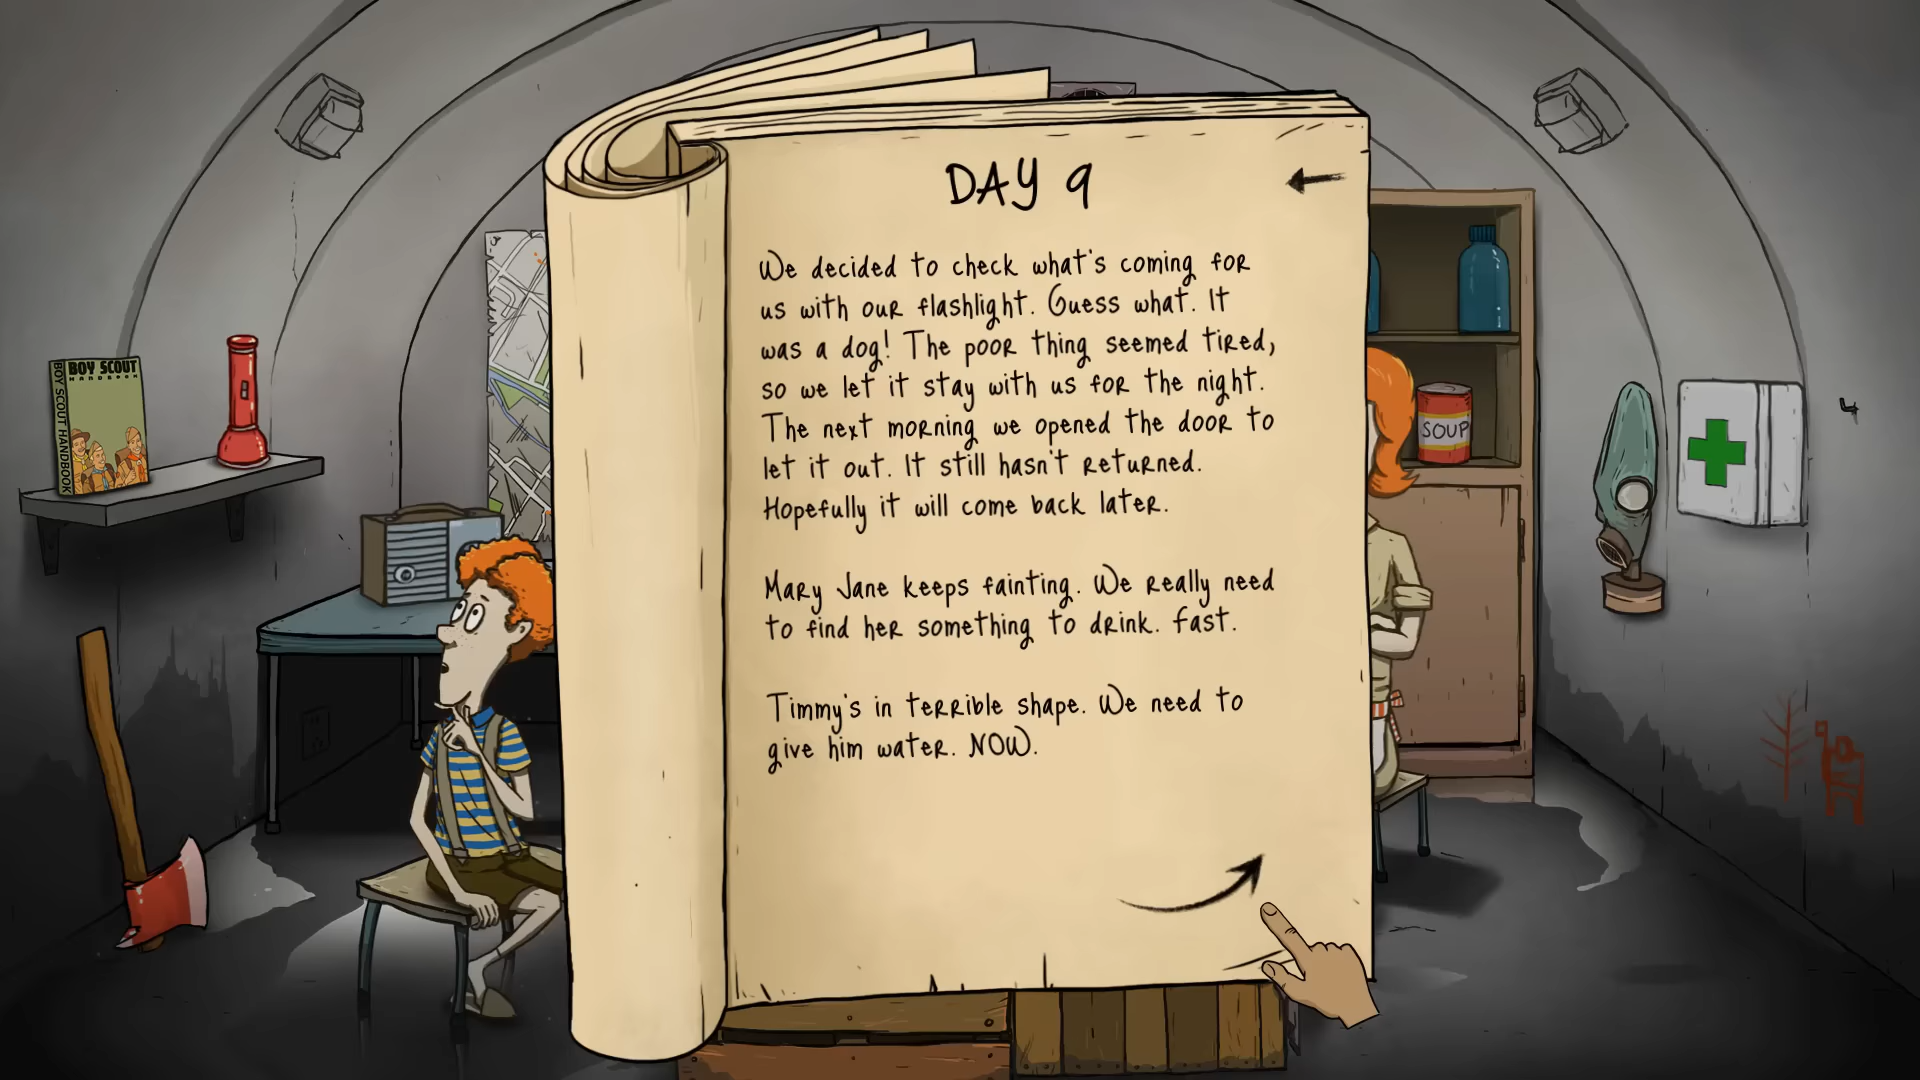 DAY 9
We decided to check what's coming for
us with our flashlight. Guess what. It
was a dog! The poor thing seemed tired,
so we let it stay with us for the night.
The next morning we opened the door to
let it out. It still hasn't returned.
Hopefully it will come back later.
Mary Jane keeps fainting. We really need
to find her something to drink. Fast.
Timmy's in terrible shape. We need to
give him water. NOW.
BOY SCOUT
HANDBOOK
BOY SCOUT HANDBOOK
SOUP